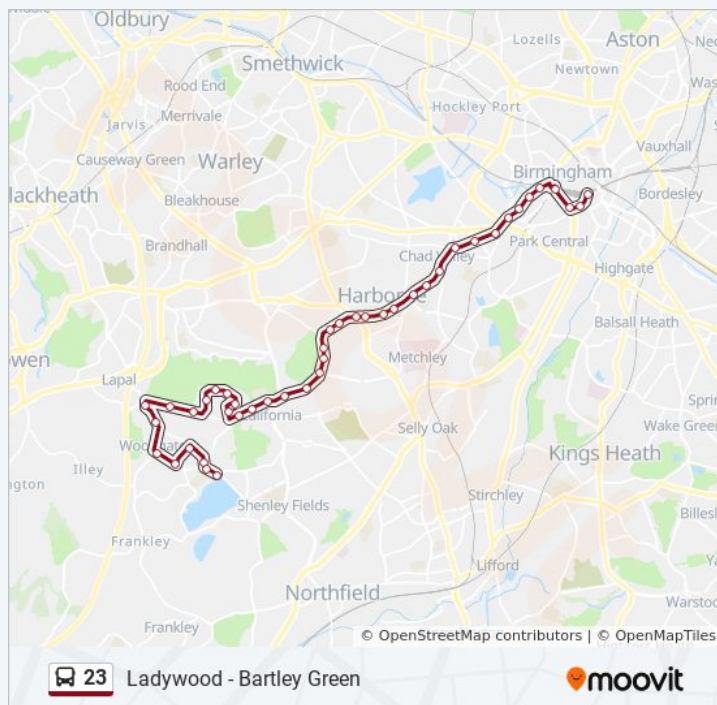 Oldbury
Smethwick
Lozells
Aston
Newtown
Rood End
Merrivale
Hockley Port
Jarvis
Vauxhall
Causeway Green
Warley
Birmingham
lackheath
Bleakhouse
Bordesley
Brandhall
Park Central
Highgate
Harborne
Balsall Heath
Metchley
Lapal
California
Selly Oak
Wake Green
Kings Heath
Illey
ngton
Shenley Fields
Stirchley
Frankley
Lifford
Northfield
Frankley
© OpenStreetMap contributors | © OpenMapTiles
23 Ladywood - Bartley Green
moovit